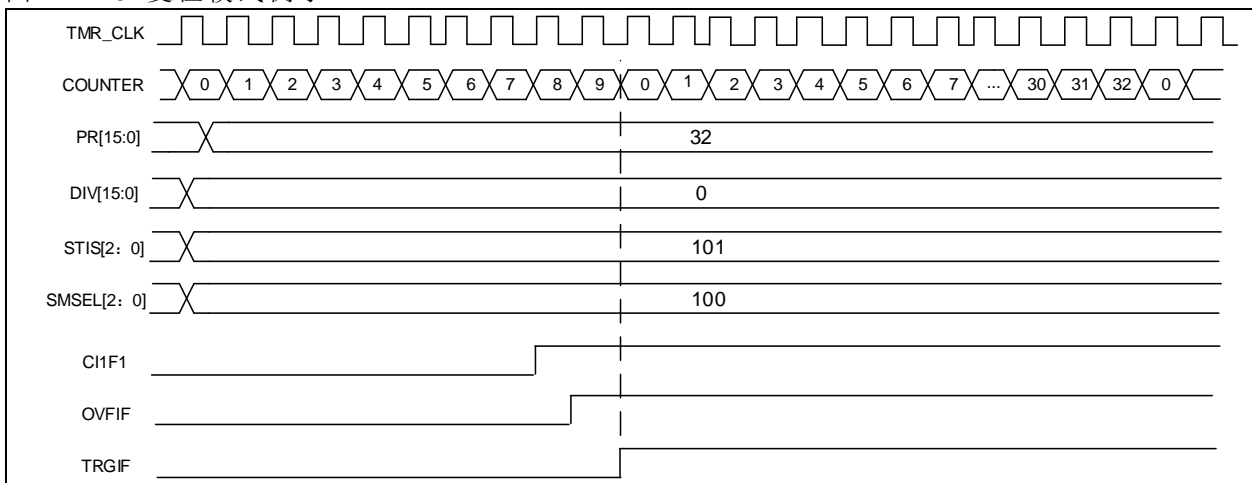 TMR_CLK
COUNTER 0 1 2 3 4 5 6 7 8 9 0 1 2 3 4 5 6 7 ... 30 31 32 0
PR[15:0] 32
DIV[15:0] 0
STIS[2：0] 101
SMSEL[2：0] 100
CI1F1
OVFIF
TRGIF